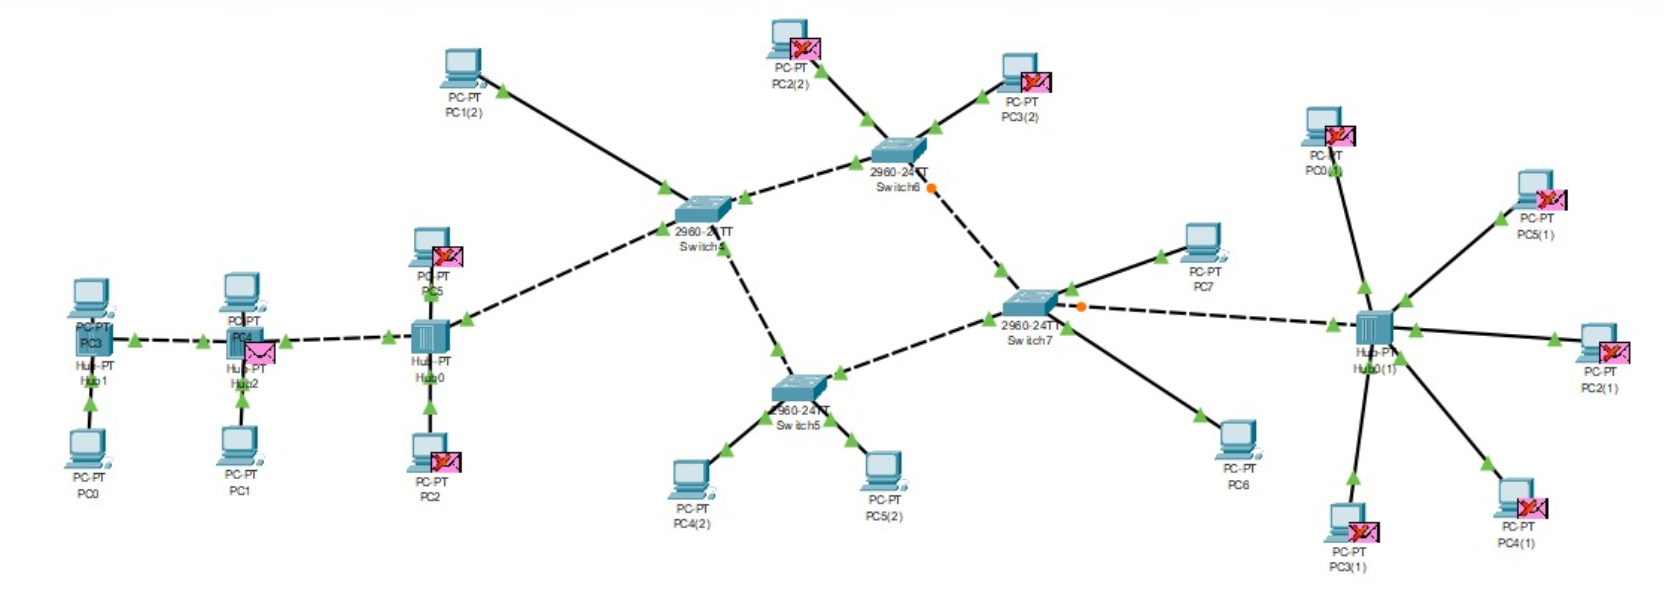 PC-PT
PC1(2)
PC-PT
PC2(2)
PC-PT
PC3(2)
2960-24TT
Switch6
2960-24TT
PC-PT
PC5
PC-PT
PC3
Hub-PT
Hub1
PC-PT
PC4
Hub-PT
Hub2
Hub-PT
Hub0
PC-PT
PC0
PC-PT
PC1
PC-PT
PC2
2960-24TT
Switch5
PC-PT
PC4(2)
PC-PT
PC5(2)
2960-24TT
Switch7
PC-PT
PC7
PC-PT
PC6
PC-PT
PC-PT
PC5(1)
Hub-PT
Hub0(1)
PC-PT
PC2(1)
PC-PT
PC4(1)
PC-PT
PC3(1)